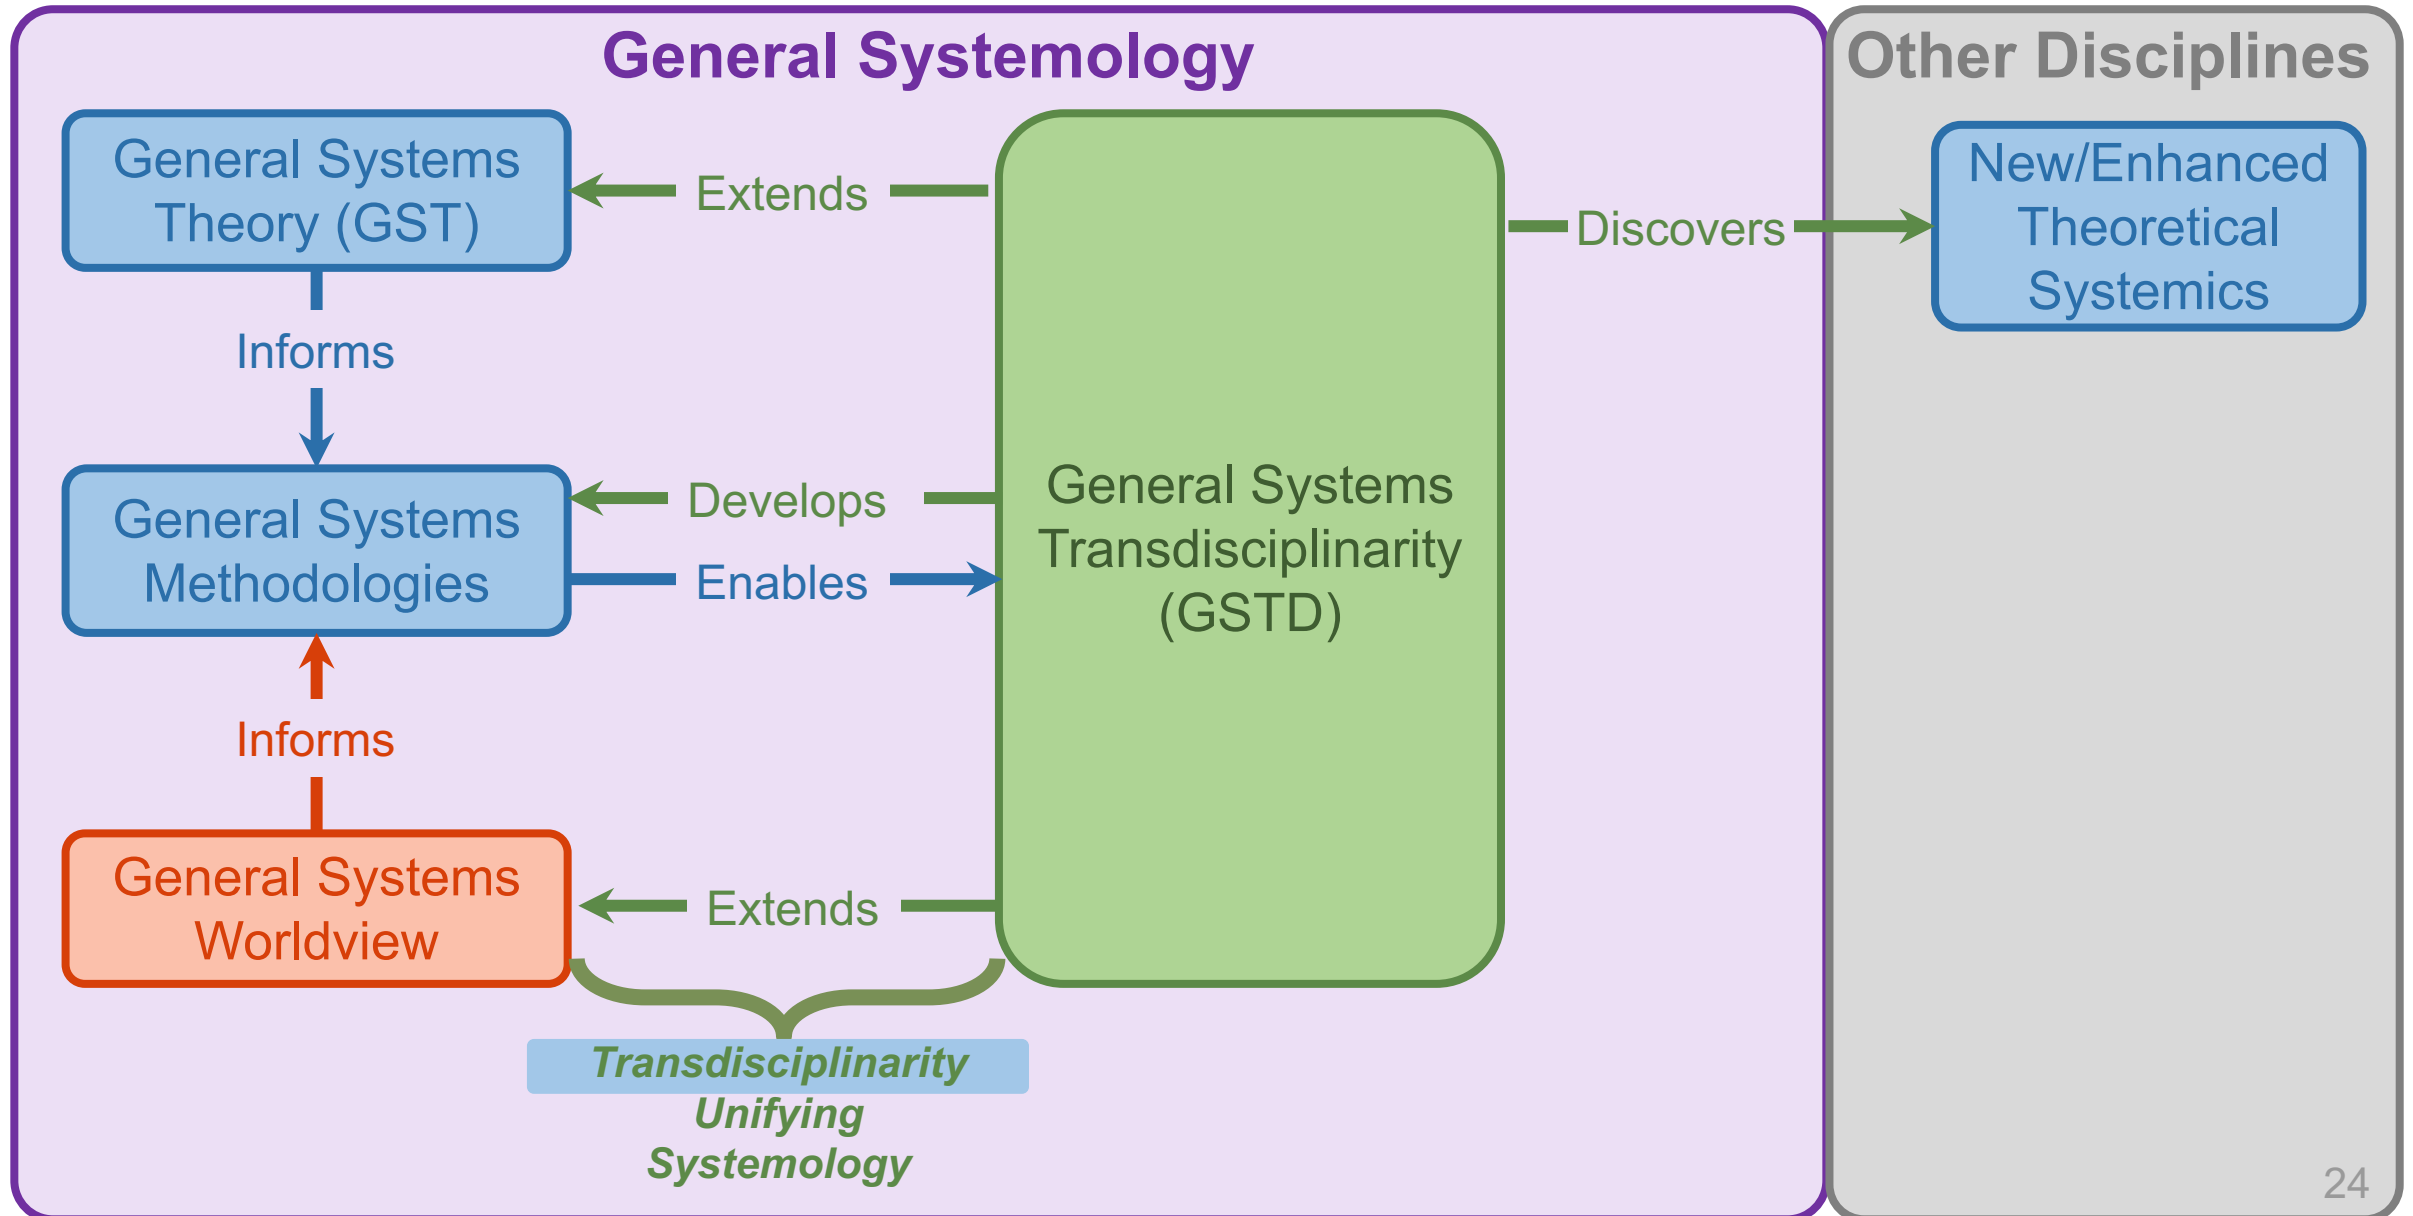 General Systemology
Other Disciplines
General Systems
Theory (GST)
Extends
Discovers
New/Enhanced
Theoretical
Systemics
Informs
General Systems
Methodologies
Develops
Enables
General Systems
Transdisciplinarity
(GSTD)
Informs
General Systems
Worldview
Extends
Transdisciplinarity
Unifying
Systemology
24